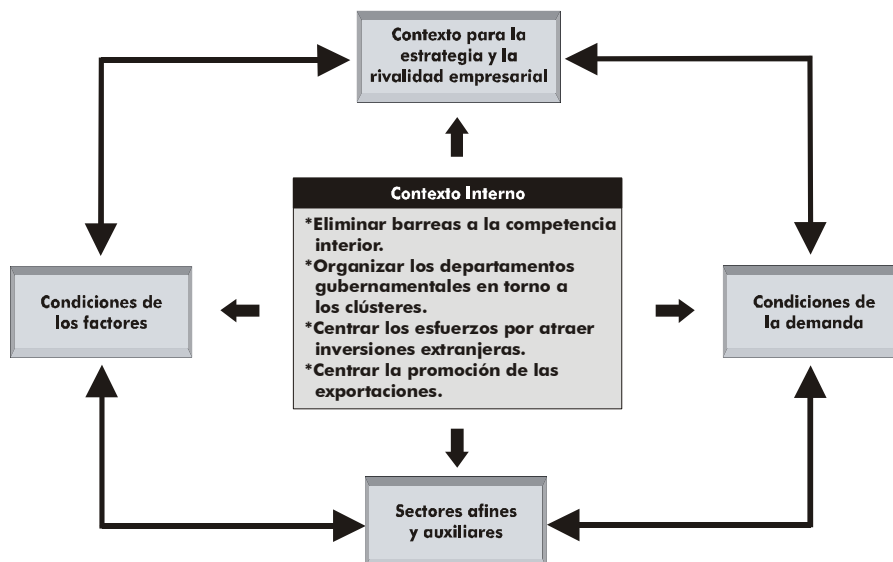 Contexto para la
estrategia y la
rivalidad empresarial
Contexto Interno
*Eliminar barreas a la competencia
interior.
*Organizar los departamentos
gubernamentales en torno a
los clústeres.
*Centrar los esfuerzos por atraer
inversiones extranjeras.
*Centrar la promoción de las
exportaciones.
Condiciones de
los factores
Condiciones de
la demanda
Sectores afines
y auxiliares